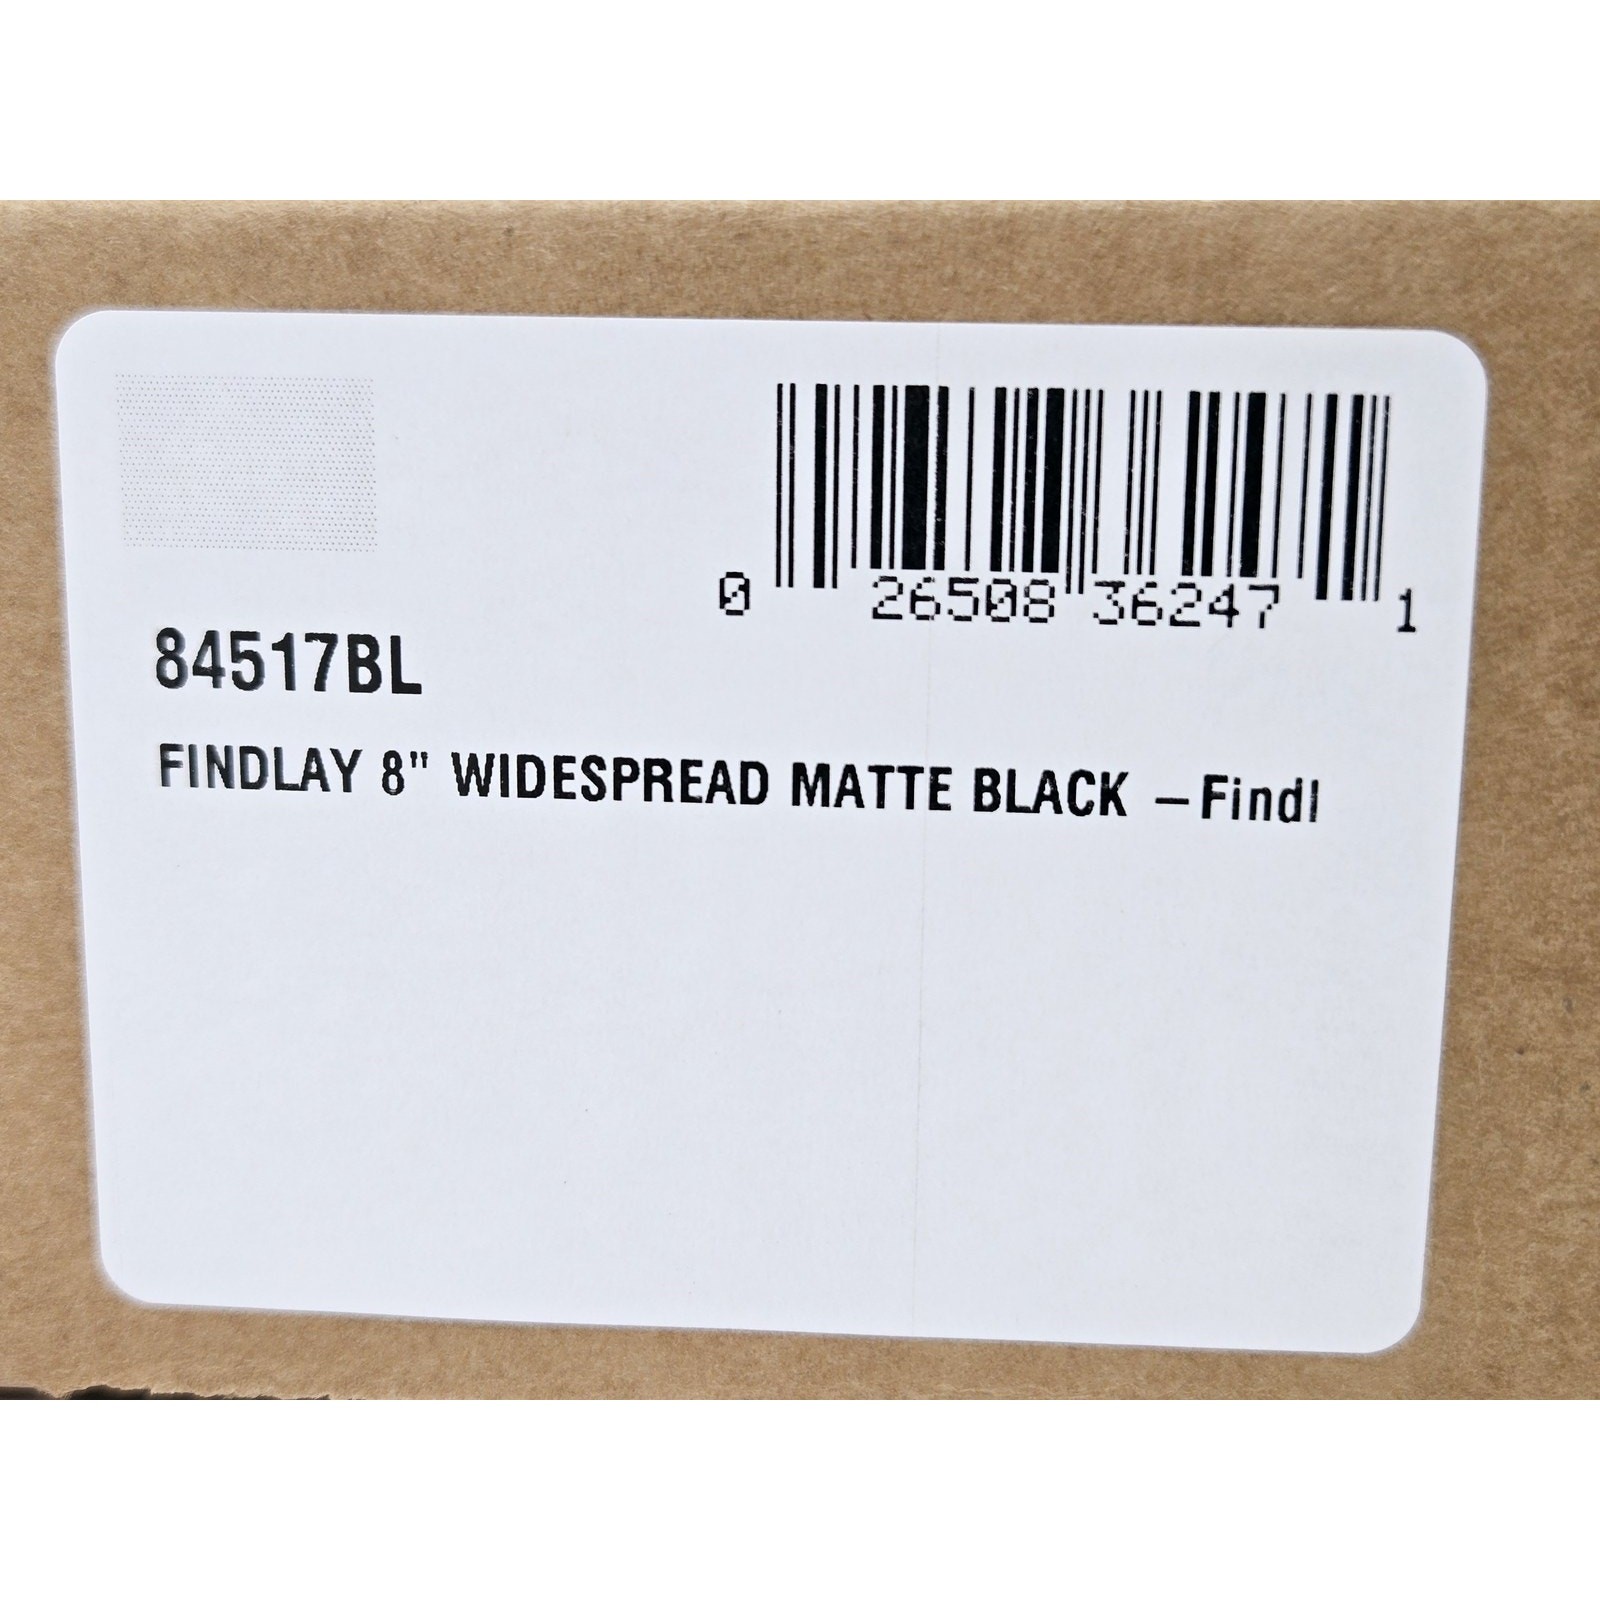 0 26508 36247 1
84517BL
FINDLAY 8" WIDESPREAD MATTE BLACK – Findl